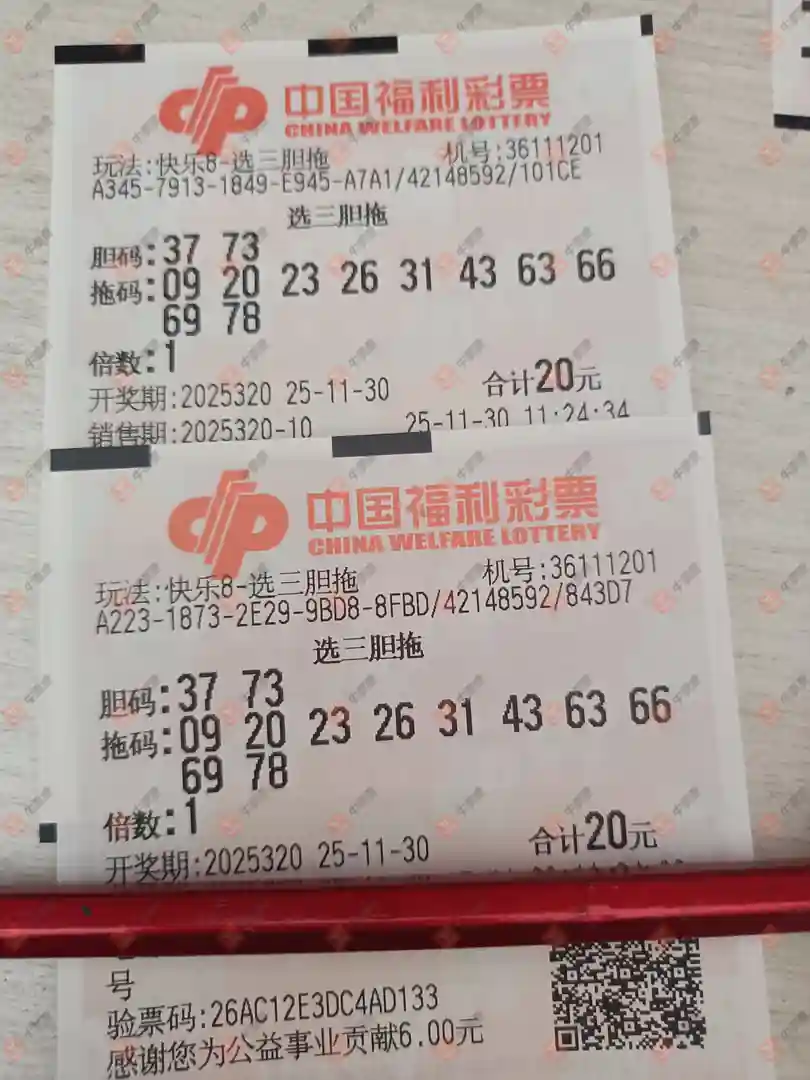 中国福利彩票
CHINA WELFARE LOTTERY
玩法:快乐8-选三胆拖 机号:36111201
A345-7913-1849-E945-A7A1/42148592/101CE
选三胆拖
胆码:37 73
拖码:09 20 23 26 31 43 63 66
69 78
倍数:1
开奖期:2025320 25-11-30 合计20元
销售期:2025320-10 25-11-30 11:24:34
中国福利彩票
CHINA WELFARE LOTTERY
玩法:快乐8-选三胆拖 机号:36111201
A223-1873-2E29-9BD8-8FBD/42148592/843D7
选三胆拖
胆码:37 73
拖码:09 20 23 26 31 43 63 66
69 78
倍数:1
开奖期:2025320 25-11-30 合计20元
号
验票码:26AC12E3DC4AD133
感谢您为公益事业贡献6.00元